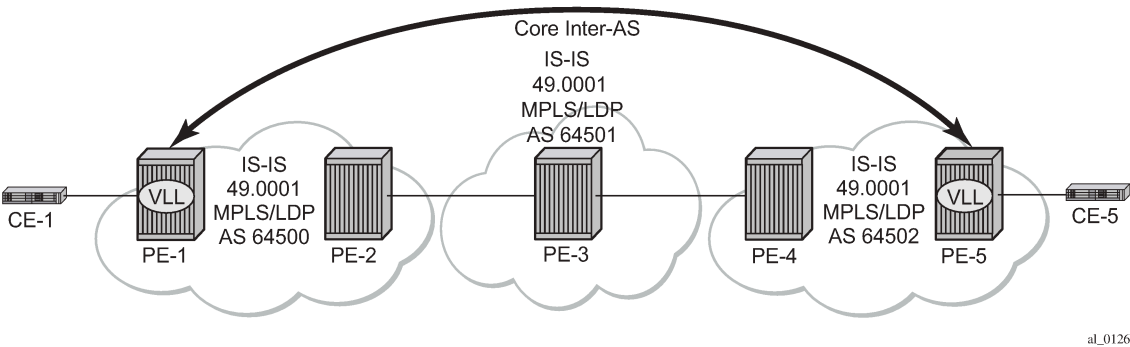 Core Inter-AS
IS-IS
49.0001
MPLS/LDP
AS 64501
IS-IS
49.0001
MPLS/LDP
AS 64500
IS-IS
49.0001
MPLS/LDP
AS 64502
VLL
VLL
CE-1
PE-1
PE-2
PE-3
PE-4
PE-5
CE-5
al_0126